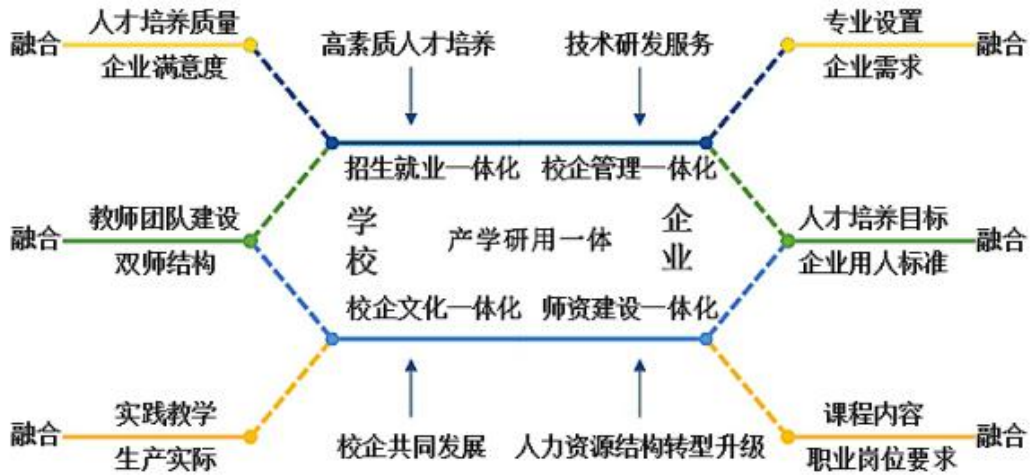 人才培养质量
融合
企业满意度
高素质人才培养
技术研发服务
专业设置
融合
企业需求
招生就业一体化
校企管理一体化
教师团队建设
融合
双师结构
学校
产学研用一体
企业
人才培养目标
融合
企业用人标准
校企文化一体化
师资建设一体化
实践教学
融合
生产实际
校企共同发展
人力资源结构转型升级
课程内容
融合
职业岗位要求